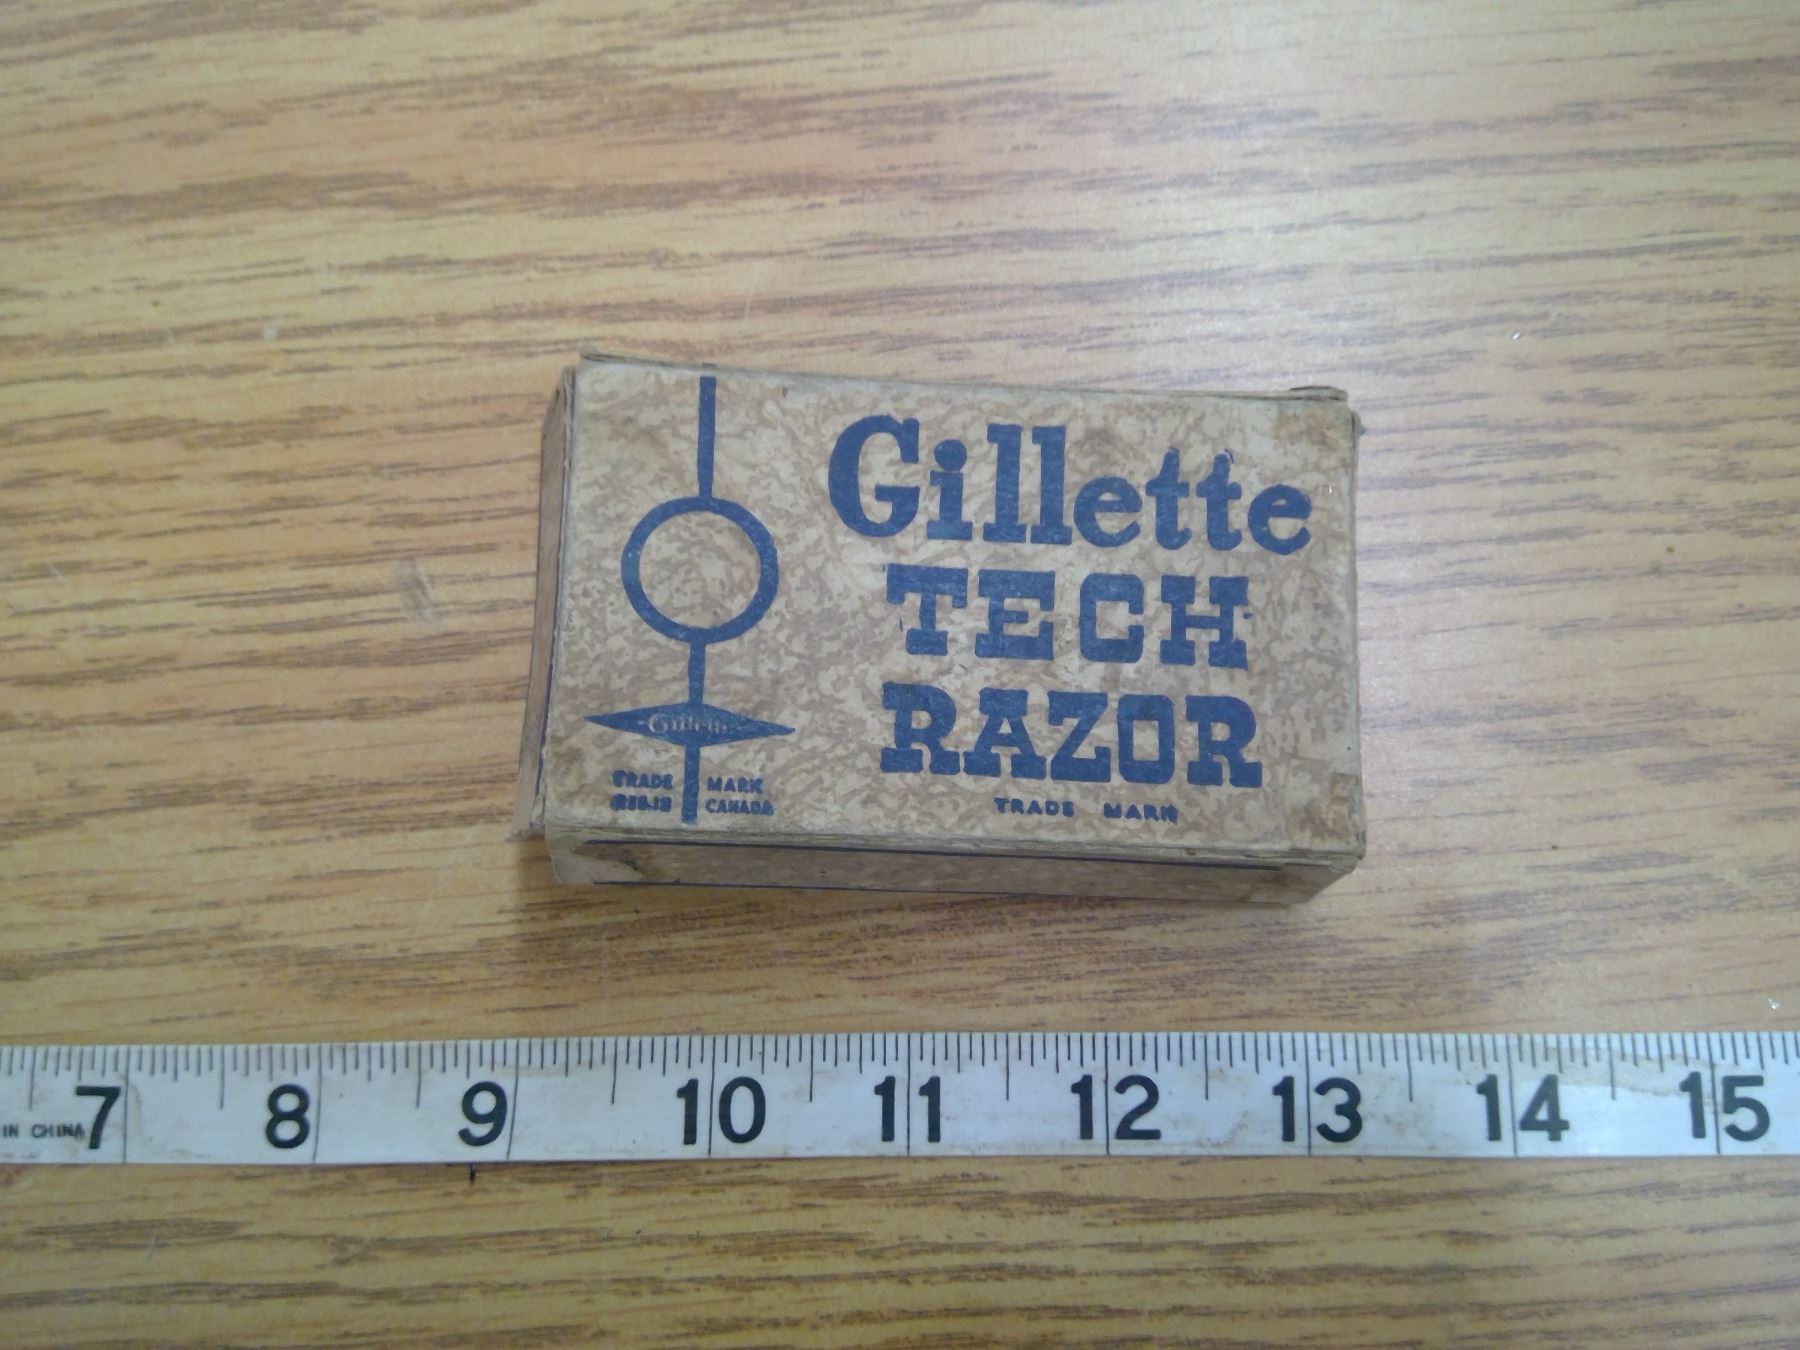 Gillette
TECH
RAZOR
TRADE MARK
Gillette
TRADE MARK
CANADA
IN CHINA 7 8 9 10 11 12 13 14 15